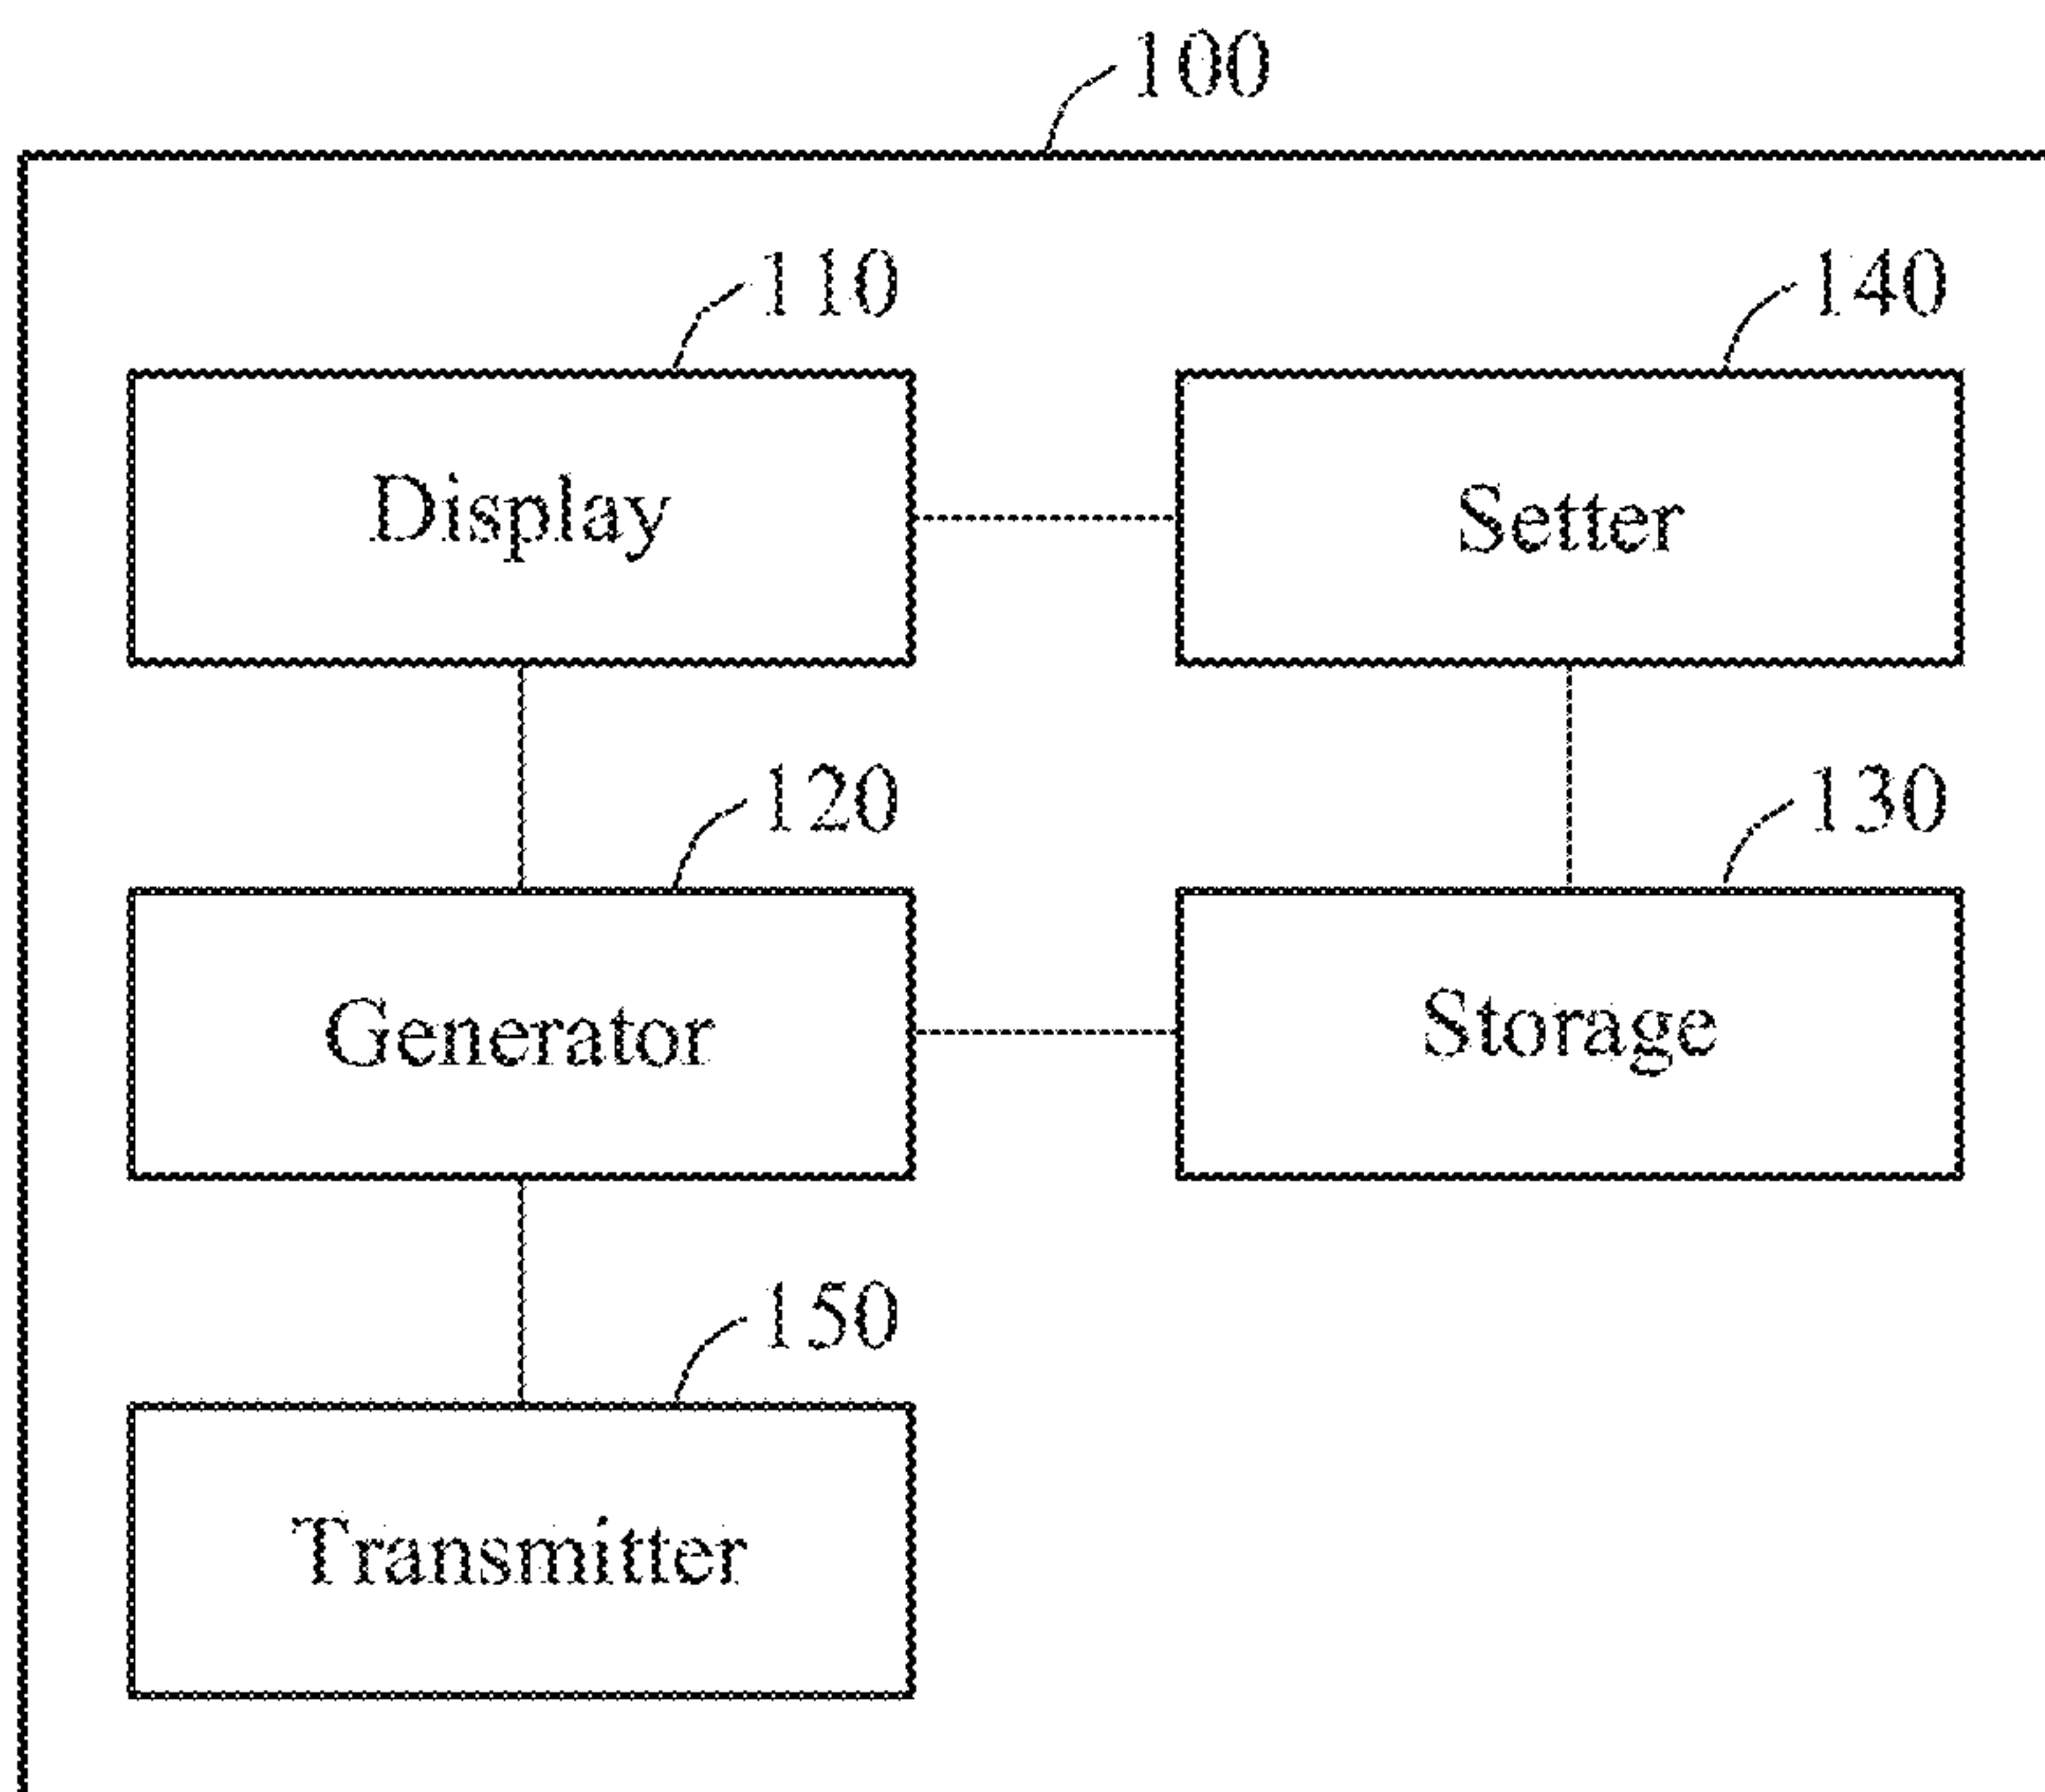 100
110
140
Display
Setter
120
130
Generator
Storage
150
Transmitter